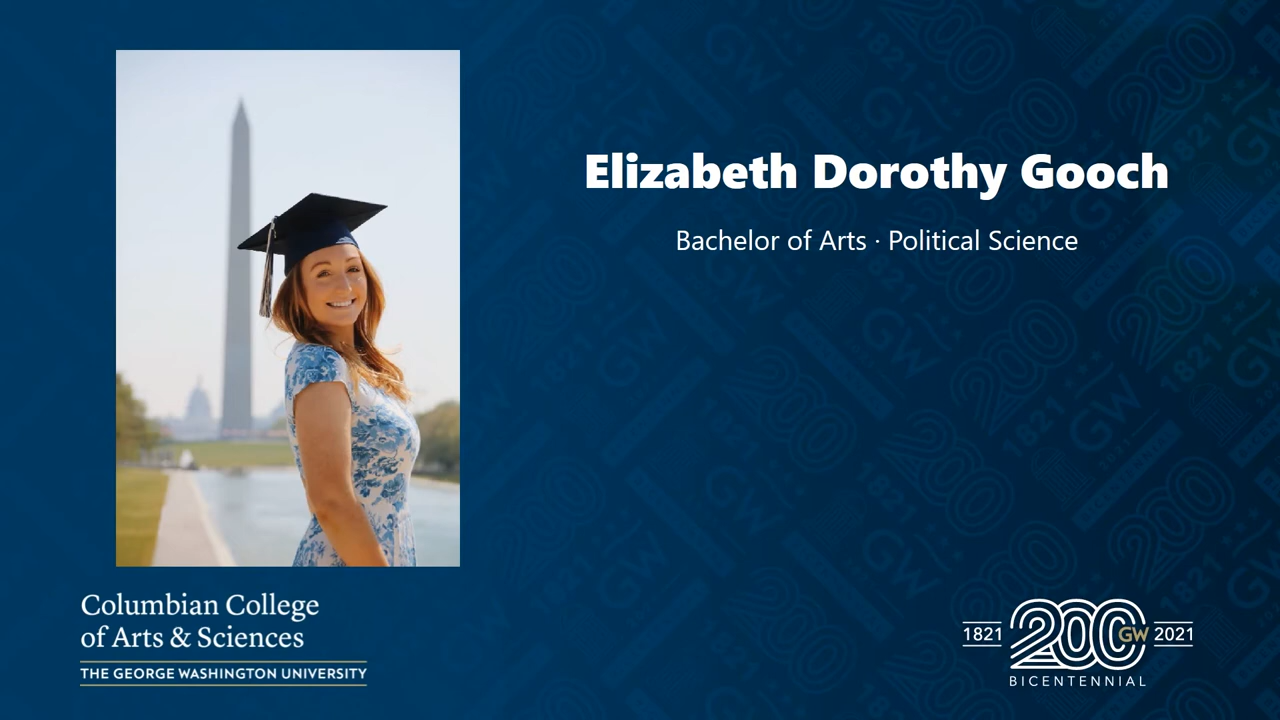 Elizabeth Dorothy Gooch
Bachelor of Arts · Political Science
Columbian College
of Arts & Sciences
THE GEORGE WASHINGTON UNIVERSITY
1821 200 GW 2021
BICENTENNIAL